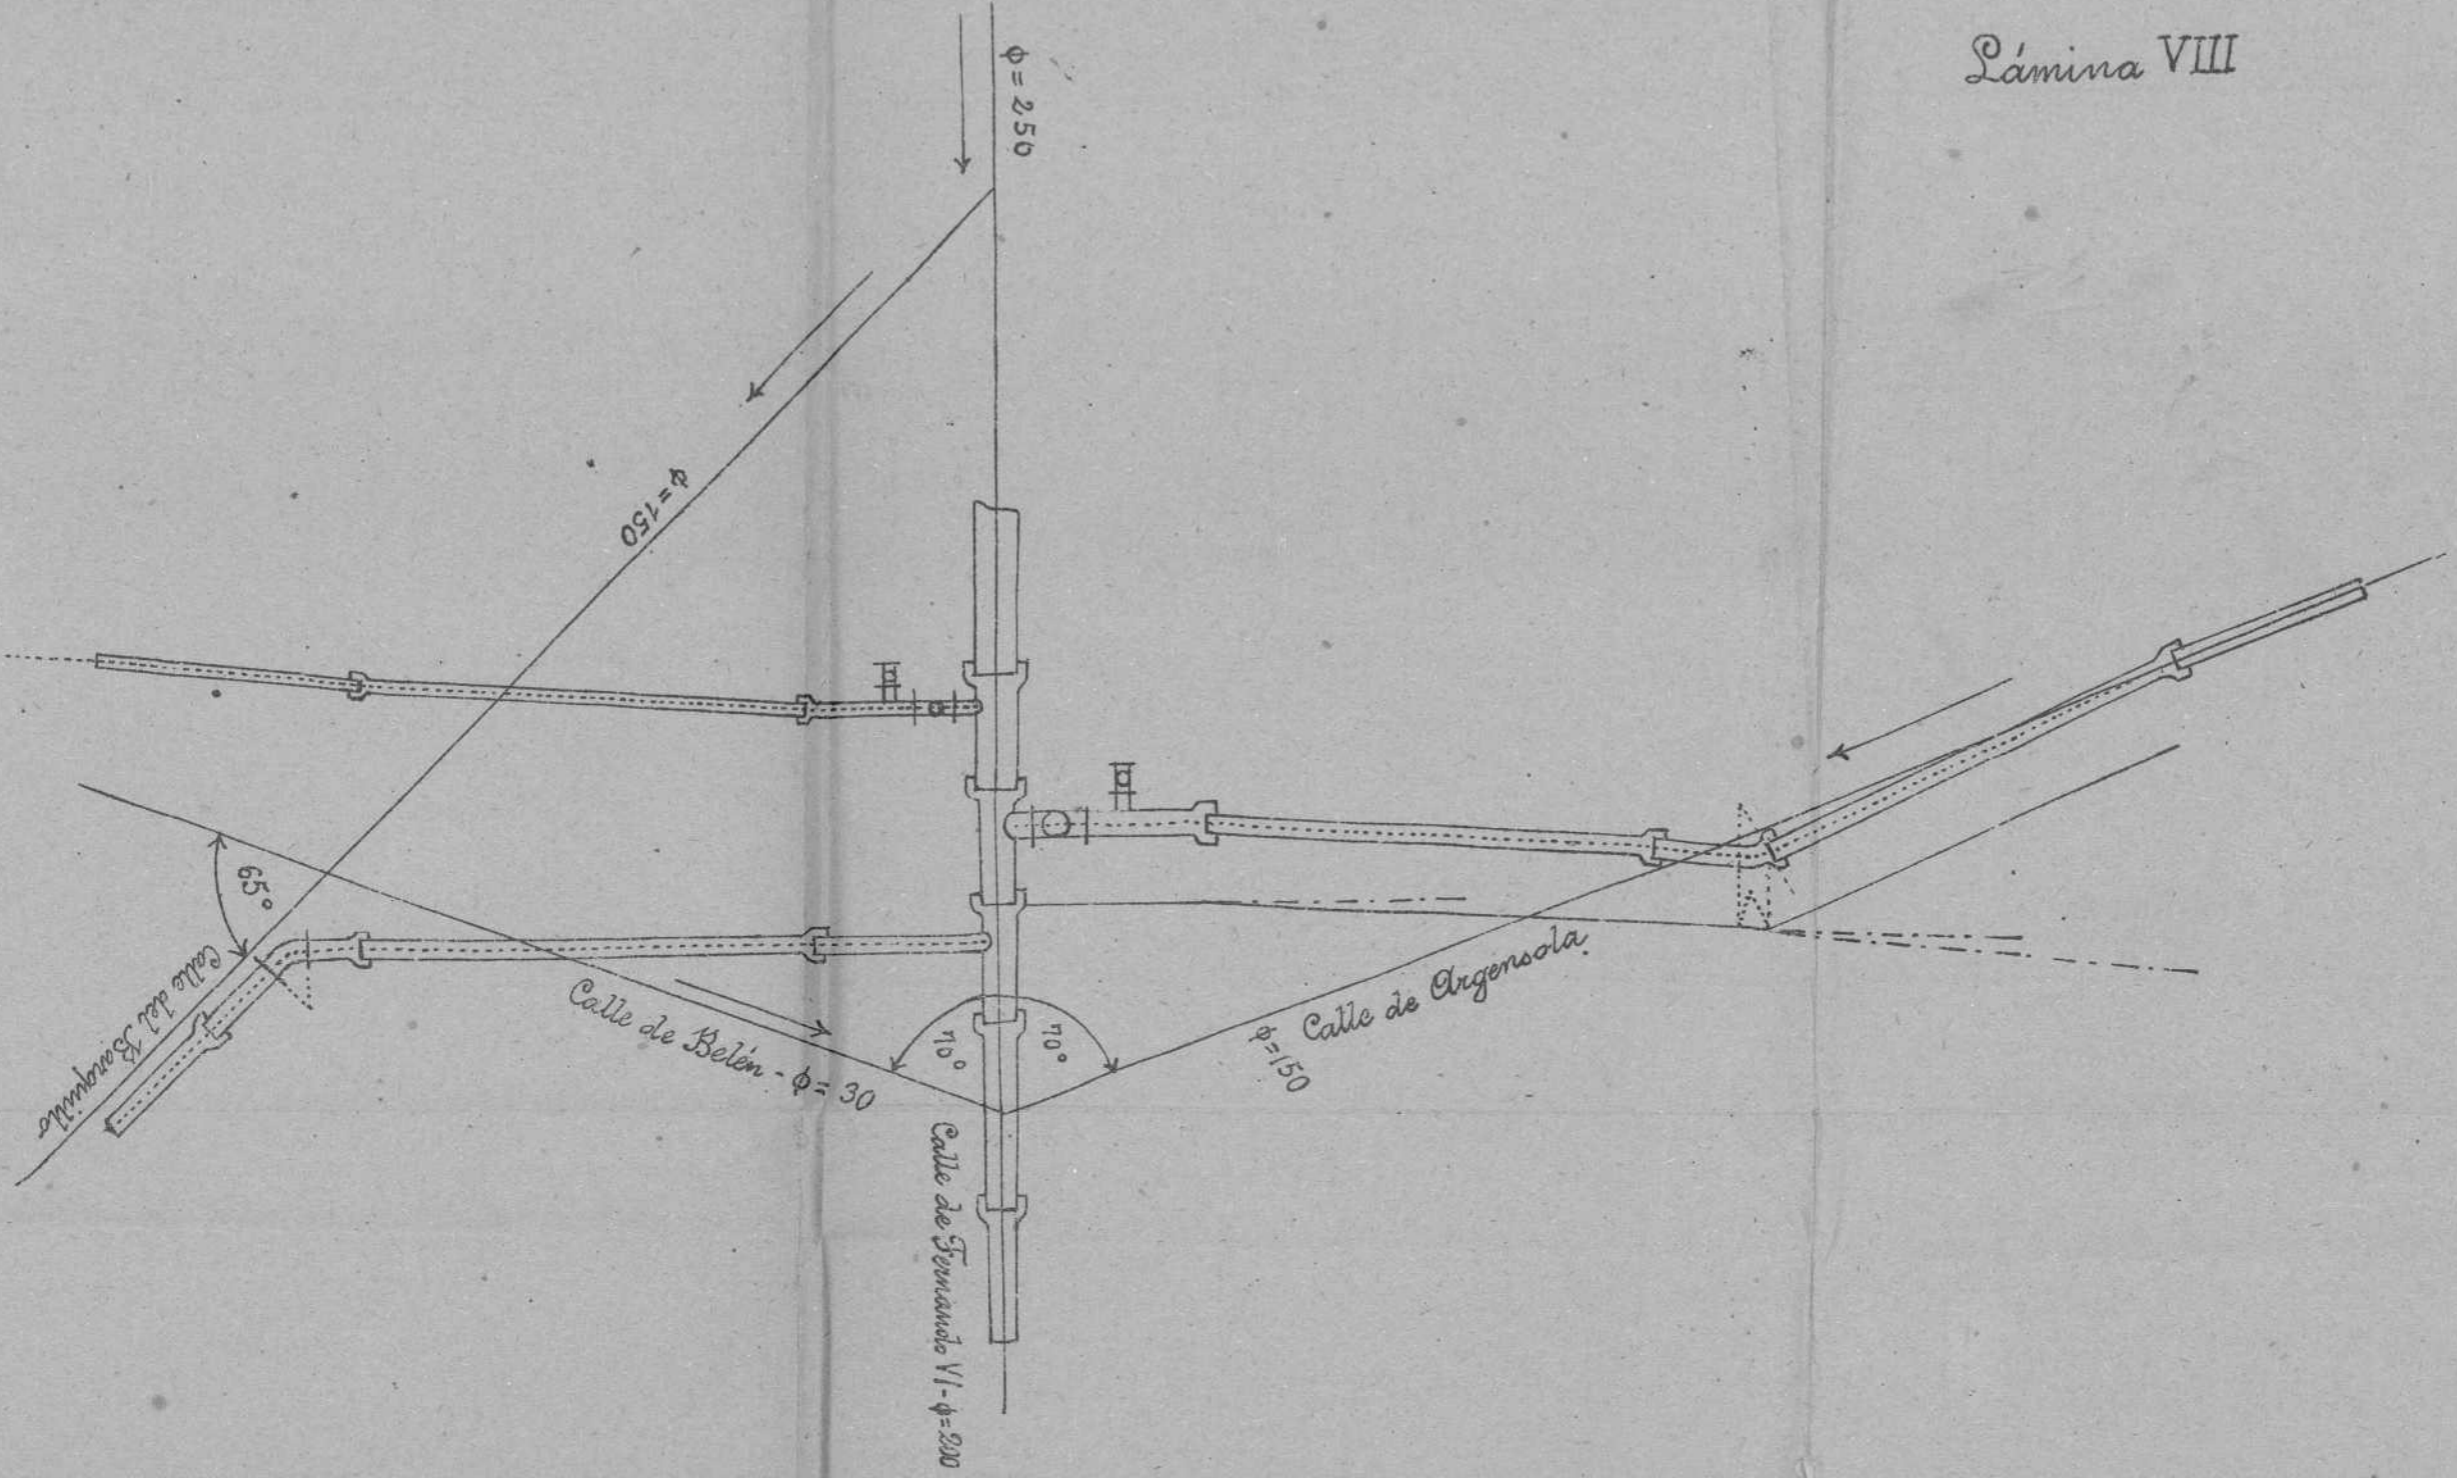 Lámina VIII
φ=250
φ=150
65°
Calle del Barquillo
Calle de Belén - φ= 30
70°
70°
Calle de Argensola
φ=150
Calle de Fernando VI - φ=200